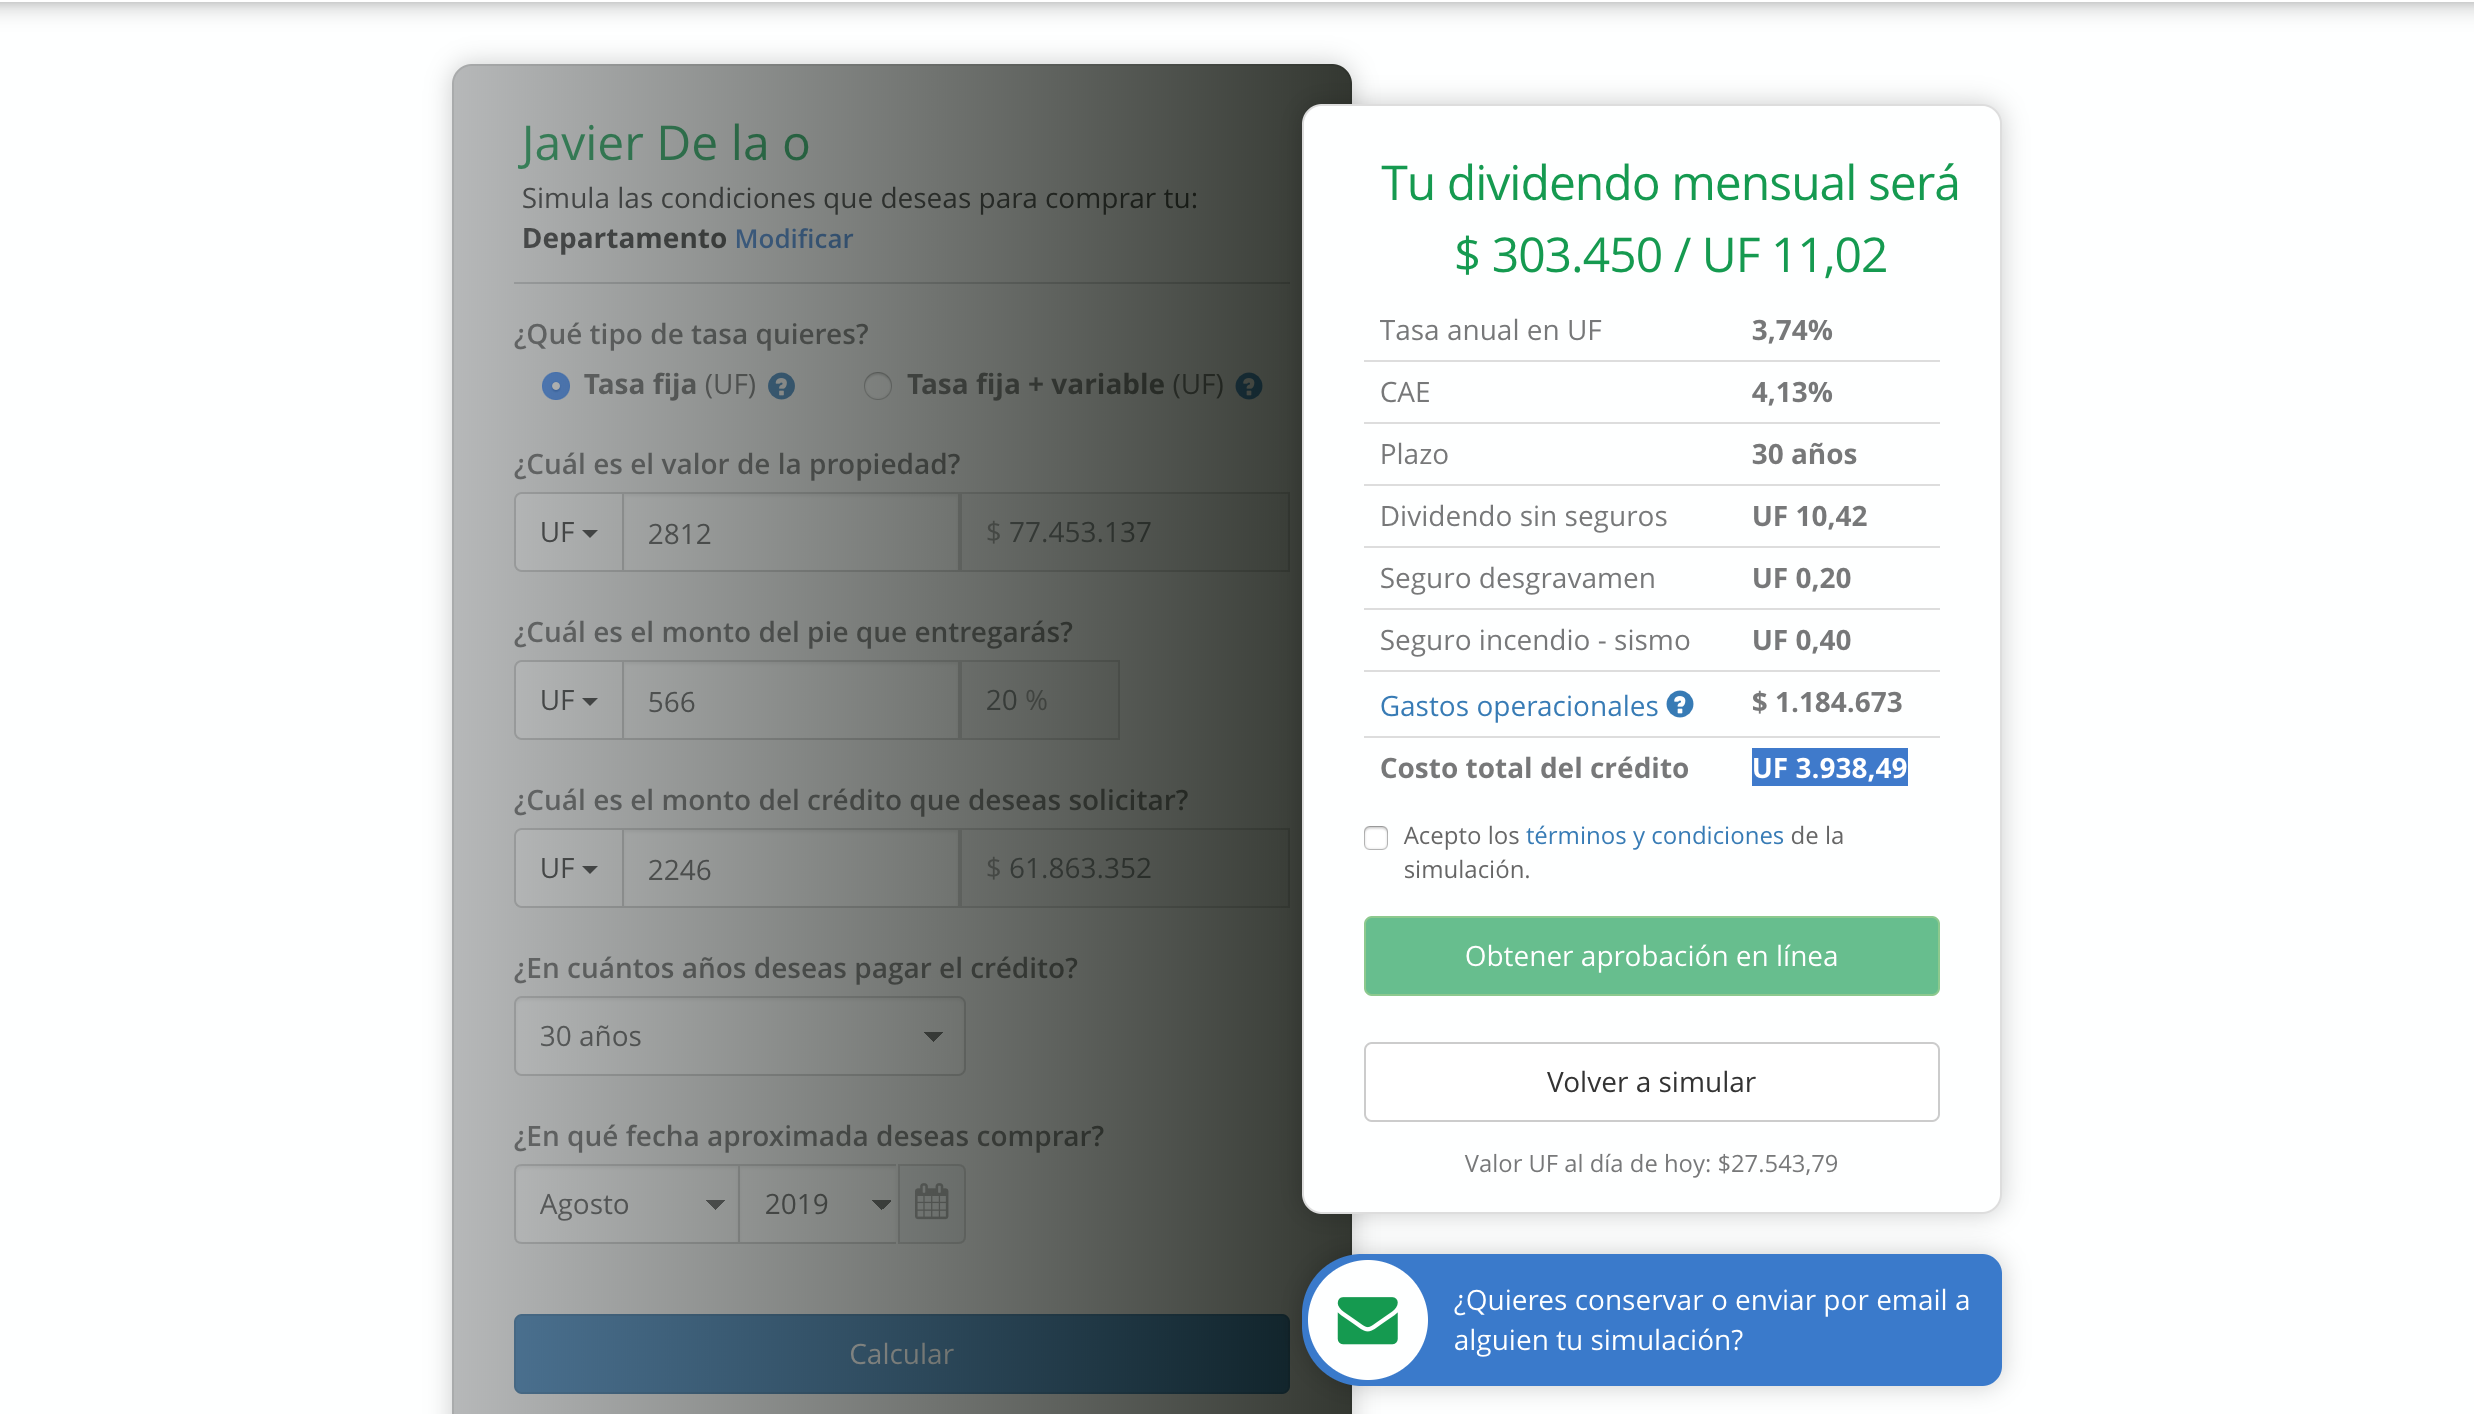 Javier De la o
Simula las condiciones que deseas para comprar tu:
Departamento Modificar
¿Qué tipo de tasa quieres?
Tasa fija (UF) ? Tasa fija + variable (UF) ?
¿Cuál es el valor de la propiedad?
UF 2812 $ 77.453.137
¿Cuál es el monto del pie que entregarás?
UF 566 20 %
¿Cuál es el monto del crédito que deseas solicitar?
UF 2246 $ 61.863.352
¿En cuántos años deseas pagar el crédito?
30 años
¿En qué fecha aproximada deseas comprar?
Agosto 2019
Calcular
Tu dividendo mensual será
$ 303.450 / UF 11,02
Tasa anual en UF 3,74%
CAE 4,13%
Plazo 30 años
Dividendo sin seguros UF 10,42
Seguro desgravamen UF 0,20
Seguro incendio - sismo UF 0,40
Gastos operacionales ? $ 1.184.673
Costo total del crédito UF 3.938,49
Acepto los términos y condiciones de la
simulación.
Obtener aprobación en línea
Volver a simular
Valor UF al día de hoy: $27.543,79
¿Quieres conservar o enviar por email a
alguien tu simulación?